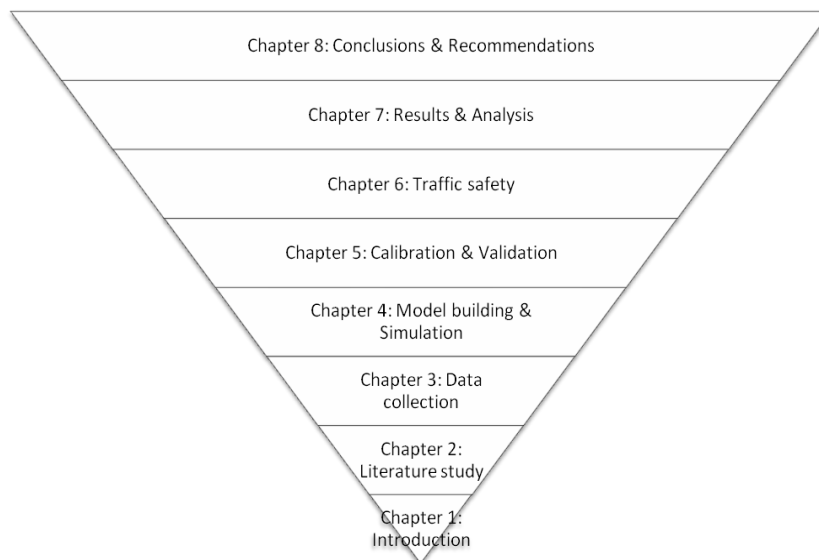 Chapter 8: Conclusions & Recommendations
Chapter 7: Results & Analysis
Chapter 6: Traffic safety
Chapter 5: Calibration & Validation
Chapter 4: Model building &
Simulation
Chapter 3: Data
collection
Chapter 2:
Literature study
Chapter 1:
Introduction